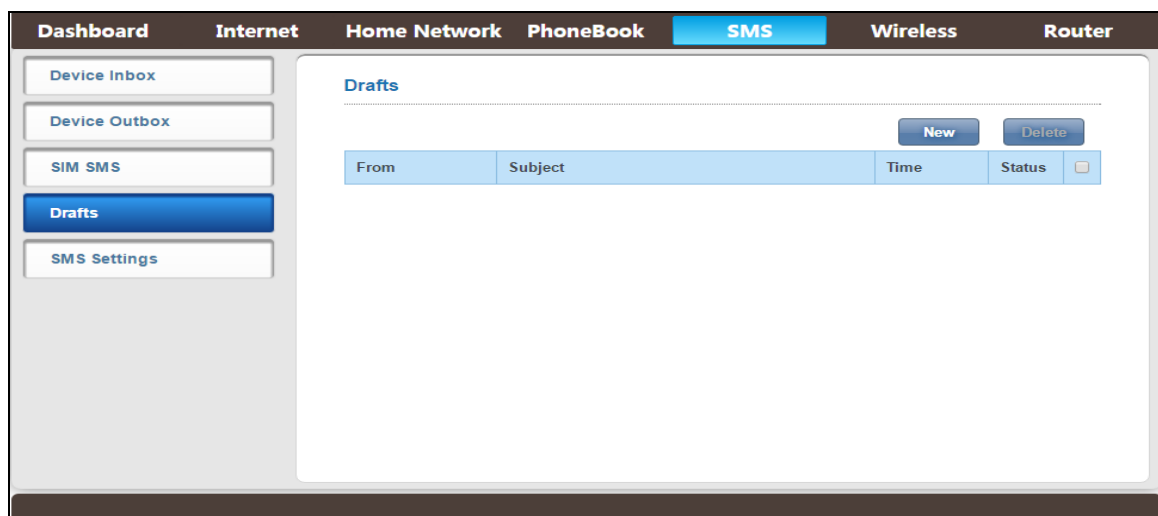 Dashboard Internet Home Network PhoneBook SMS Wireless Router
Device Inbox
Device Outbox
SIM SMS
Drafts
SMS Settings
Drafts
New Delete
From Subject Time Status